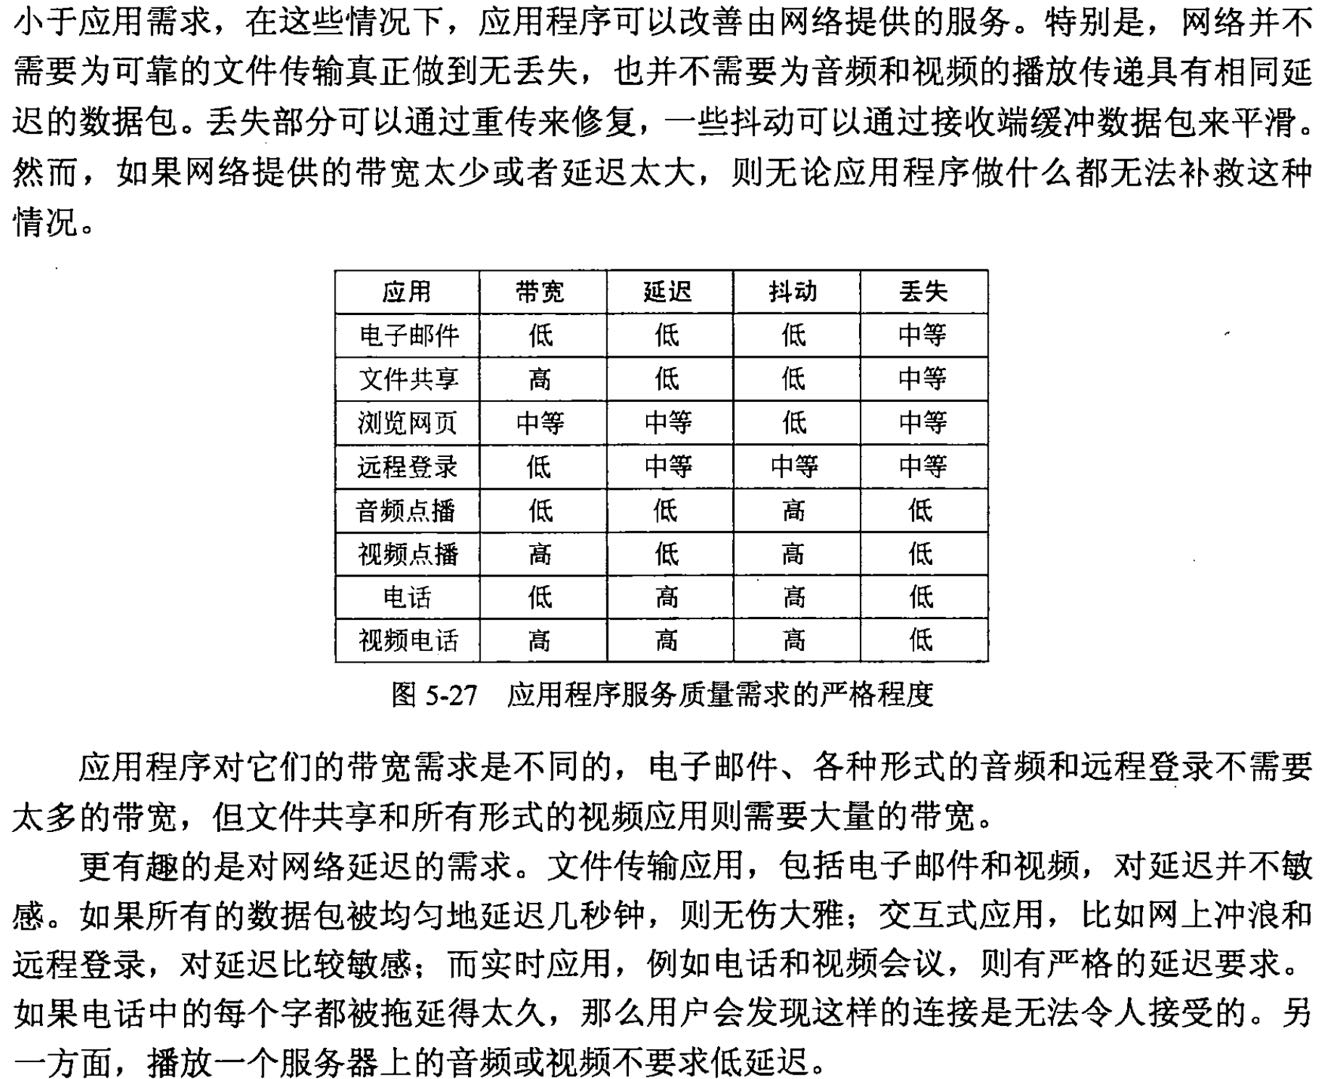 小于应用需求，在这些情况下，应用程序可以改善由网络提供的服务。特别是，网络并不
需要为可靠的文件传输真正做到无丢失，也并不需要为音频和视频的播放传递具有相同延
迟的数据包。丢失部分可以通过重传来修复，一些抖动可以通过接收端缓冲数据包来平滑。
然而，如果网络提供的带宽太少或者延迟太大，则无论应用程序做什么都无法补救这种
情况。
应用 带宽 延迟 抖动 丢失
电子邮件 低 低 低 中等
文件共享 高 低 低 中等
浏览网页 中等 中等 低 中等
远程登录 低 中等 中等 中等
音频点播 低 低 高 低
视频点播 高 低 高 低
电话 低 高 高 低
视频电话 高 高 高 低
图 5-27 应用程序服务质量需求的严格程度
应用程序对它们的带宽需求是不同的，电子邮件、各种形式的音频和远程登录不需要
太多的带宽，但文件共享和所有形式的视频应用则需要大量的带宽。
更有趣的是对网络延迟的需求。文件传输应用，包括电子邮件和视频，对延迟并不敏
感。如果所有的数据包被均匀地延迟几秒钟，则无伤大雅；交互式应用，比如网上冲浪和
远程登录，对延迟比较敏感；而实时应用，例如电话和视频会议，则有严格的延迟要求。
如果电话中的每个字都被拖延得太久，那么用户会发现这样的连接是无法令人接受的。另
一方面，播放一个服务器上的音频或视频不要求低延迟。